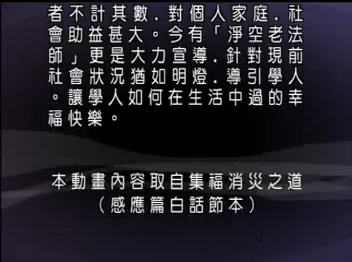 者不計其數．對個人家庭．社
會助益甚大。今有「淨空老法
師」更是大力宣導．針對現前
社會狀況猶如明燈．導引學人
。讓學人如何在生活中過的幸
福快樂。
本動畫內容取自集福消災之道
（感應篇白話節本）